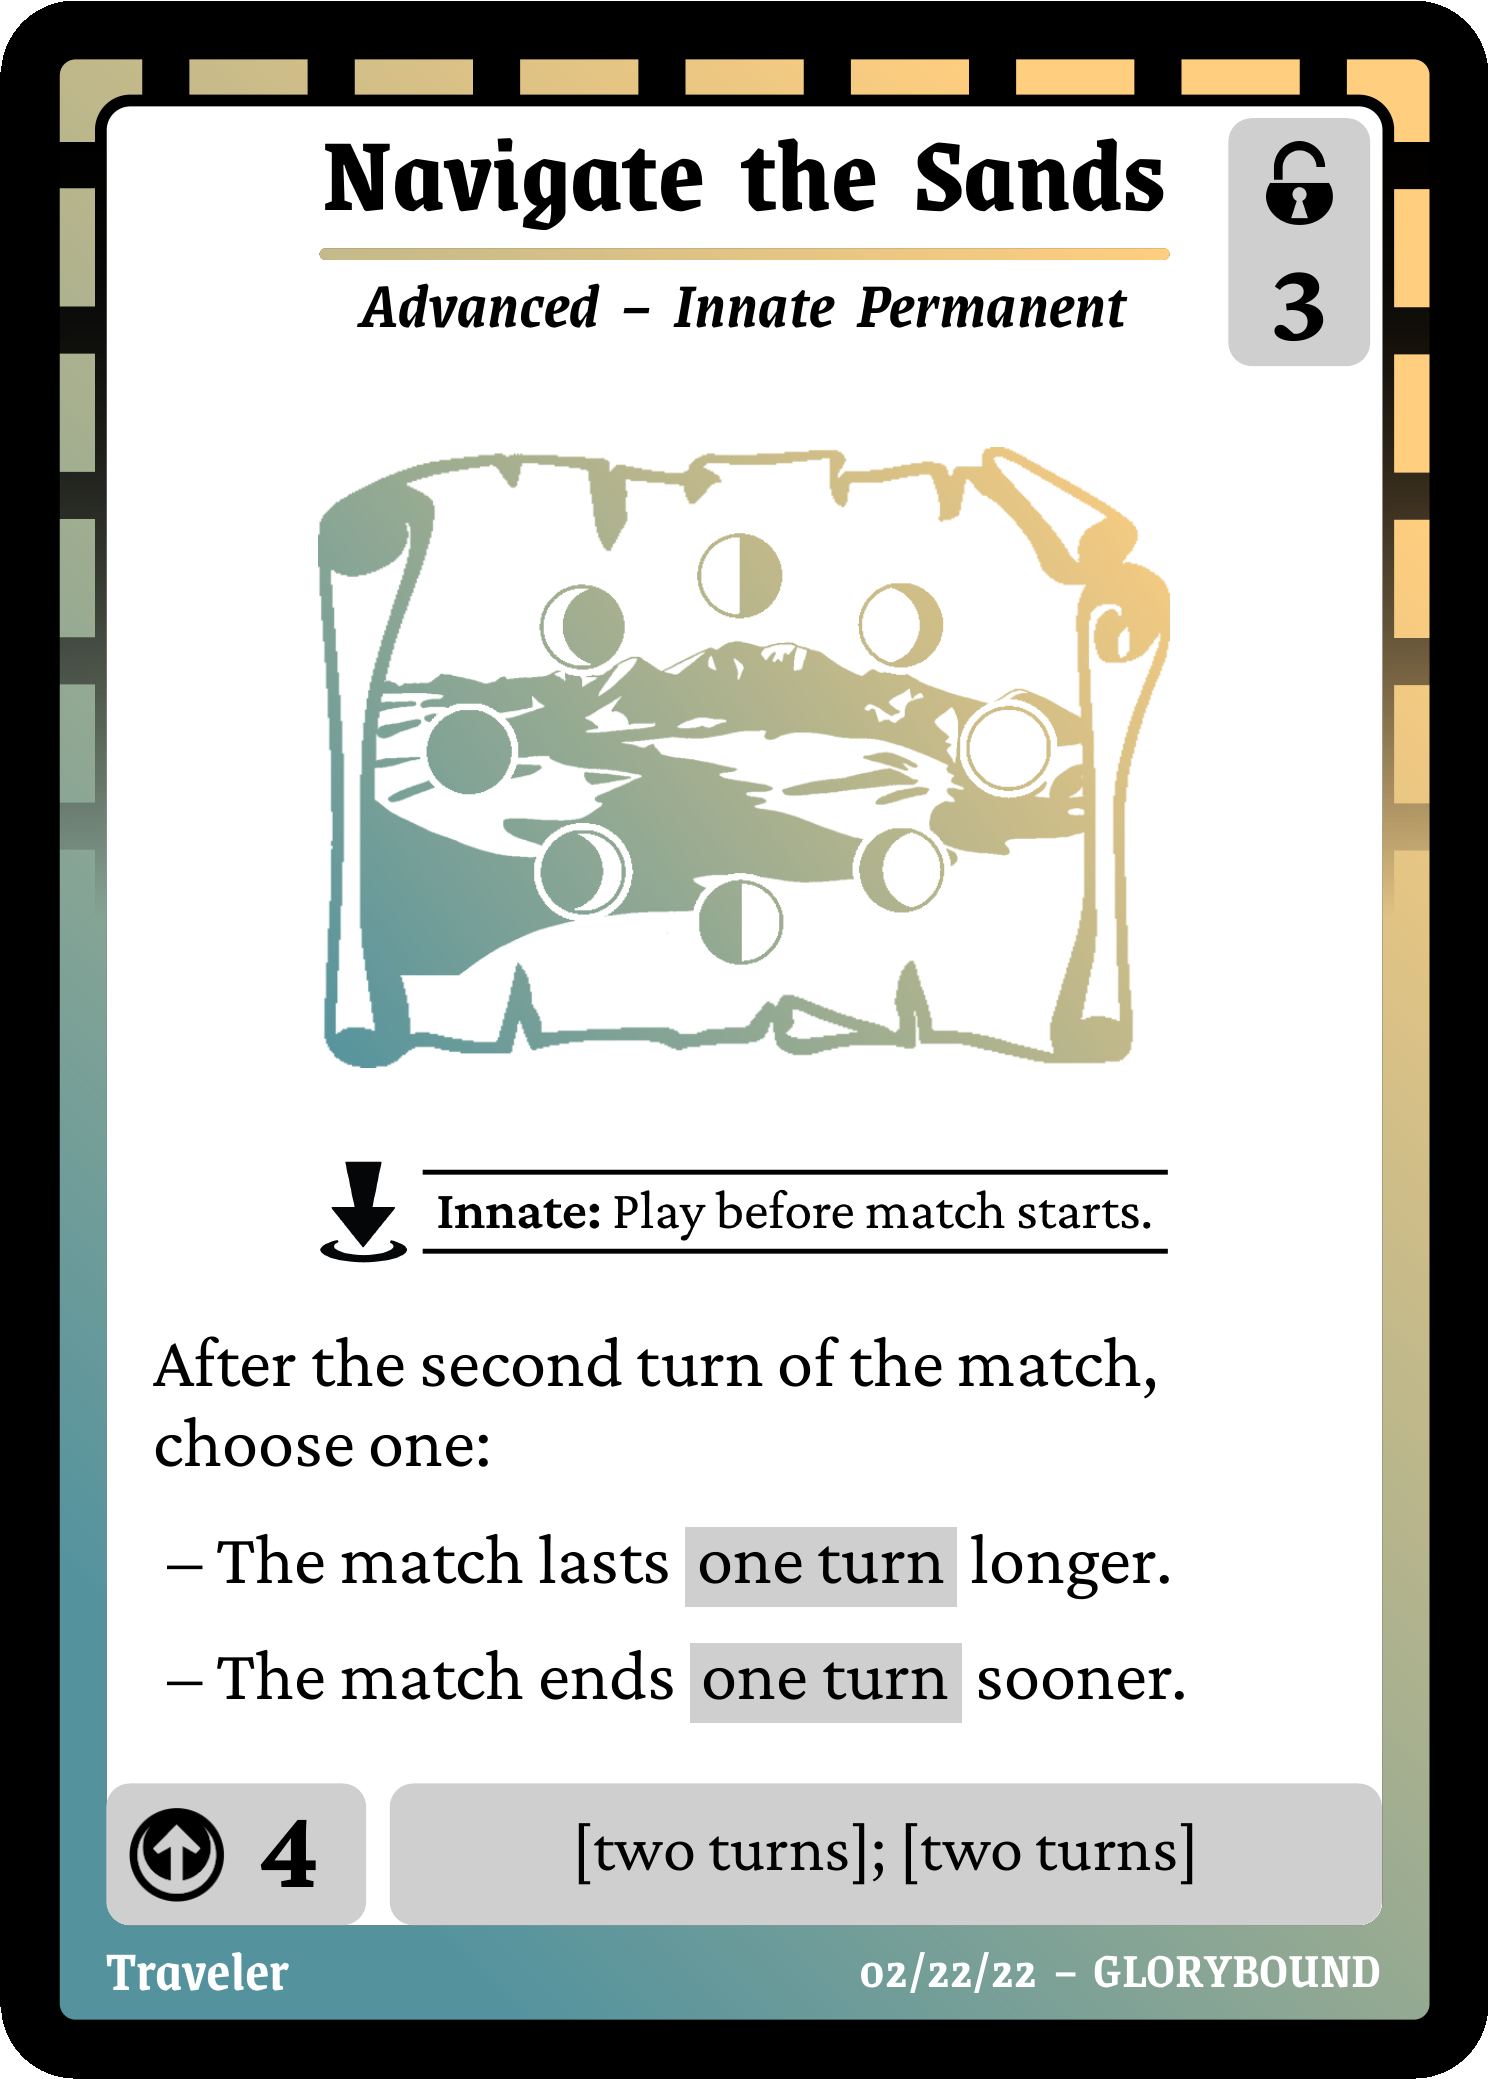 Navigate the Sands
3
Advanced – Innate Permanent
Innate: Play before match starts.
After the second turn of the match,
choose one:
– The match lasts one turn longer.
– The match ends one turn sooner.
4
[two turns]; [two turns]
Traveler
02/22/22 – GLORYBOUND